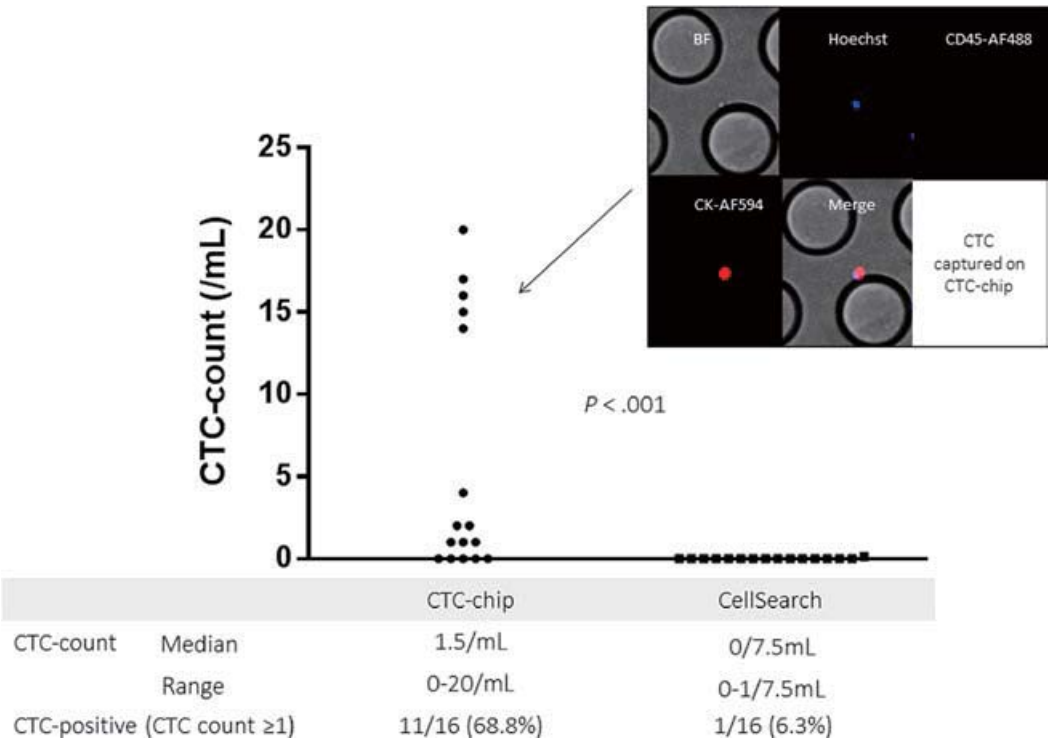 BF
Hoechst
CD45-AF488
CK-AF594
Merge
CTC
captured on
CTC-chip
CTC-count (/mL)
25
20
15
10
5
0
P < .001
CTC-chip CellSearch
CTC-count Median 1.5/mL 0/7.5mL
Range 0-20/mL 0-1/7.5mL
CTC-positive (CTC count ≥1) 11/16 (68.8%) 1/16 (6.3%)